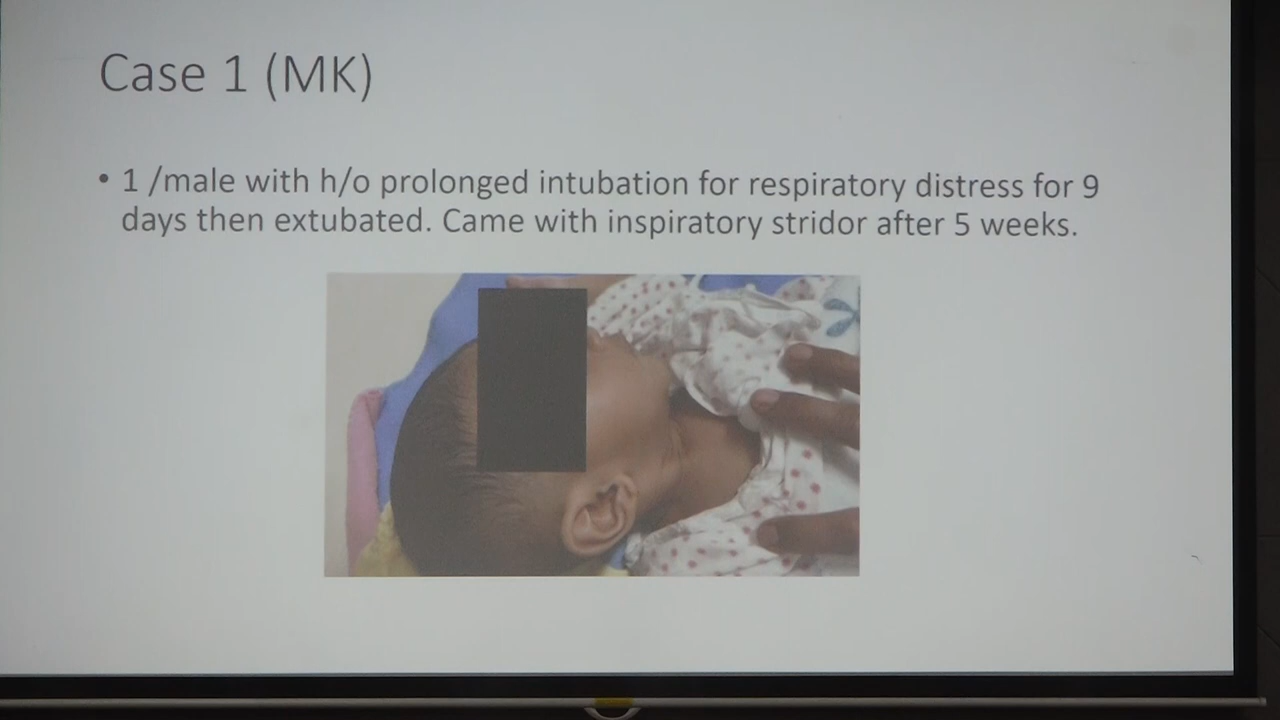 Case 1 (MK)
• 1 /male with h/o prolonged intubation for respiratory distress for 9
days then extubated. Came with inspiratory stridor after 5 weeks.